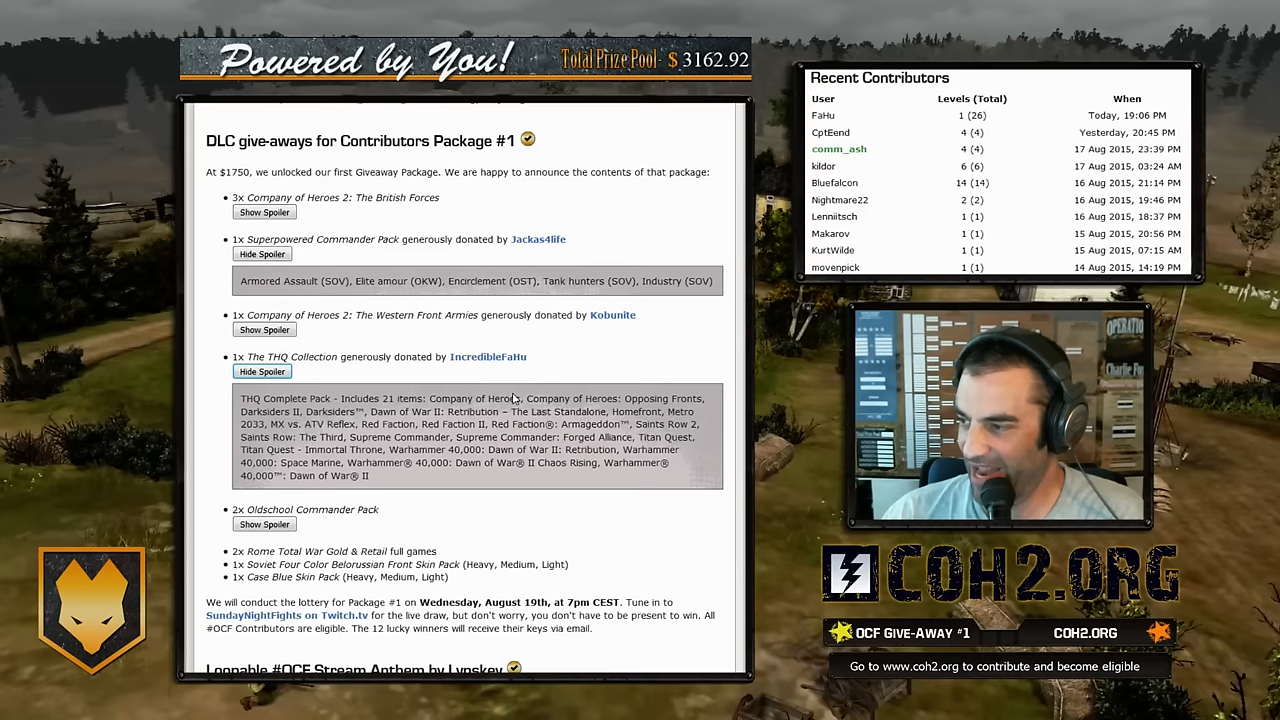 Powered by You!
Total Prize Pool- $ 3162.92
DLC give-aways for Contributors Package #1
At $1750, we unlocked our first Giveaway Package. We are happy to announce the contents of that package:
• 3x Company of Heroes 2: The British Forces
Show Spoiler
• 1x Superpowered Commander Pack generously donated by Jackas4life
Hide Spoiler
Armored Assault (SOV), Elite amour (OKW), Encirclement (OST), Tank hunters (SOV), Industry (SOV)
• 1x Company of Heroes 2: The Western Front Armies generously donated by Kobunite
Show Spoiler
• 1x The THQ Collection generously donated by IncredibleFaHu
Hide Spoiler
THQ Complete Pack - Includes 21 items: Company of Heroes, Company of Heroes: Opposing Fronts,
Darksiders II, Darksiders™, Dawn of War II: Retribution – The Last Standalone, Homefront, Metro
2033, MX vs. ATV Reflex, Red Faction, Red Faction II, Red Faction®: Armageddon™, Saints Row 2,
Saints Row: The Third, Supreme Commander, Supreme Commander: Forged Alliance, Titan Quest,
Titan Quest - Immortal Throne, Warhammer 40,000: Dawn of War II: Retribution, Warhammer
40,000: Space Marine, Warhammer® 40,000: Dawn of War® II Chaos Rising, Warhammer®
40,000™: Dawn of War® II
• 2x Oldschool Commander Pack
Show Spoiler
• 2x Rome Total War Gold & Retail full games
• 1x Soviet Four Color Belorussian Front Skin Pack (Heavy, Medium, Light)
• 1x Case Blue Skin Pack (Heavy, Medium, Light)
We will conduct the lottery for Package #1 on Wednesday, August 19th, at 7pm CEST. Tune in to
SundayNightFights on Twitch.tv for the live draw, but don't worry, you don't have to be present to win. All
#OCF Contributors are eligible. The 12 lucky winners will receive their keys via email.
Loopable #OCF Stream Anthem by Lynskey
Recent Contributors
User Levels (Total) When
FaHu 1 (26) Today, 19:06 PM
CptEend 4 (4) Yesterday, 20:45 PM
comm_ash 4 (4) 17 Aug 2015, 23:39 PM
kildor 6 (6) 17 Aug 2015, 03:24 AM
Bluefalcon 14 (14) 16 Aug 2015, 21:14 PM
Nightmare22 2 (2) 16 Aug 2015, 19:46 PM
Lenniitsch 1 (1) 16 Aug 2015, 18:37 PM
Makarov 1 (1) 15 Aug 2015, 20:56 PM
KurtWilde 1 (1) 15 Aug 2015, 07:15 AM
movenpick 1 (1) 14 Aug 2015, 14:19 PM
OPERATIO
Charlie Fo
COH2.ORG
OCF GIVE-AWAY #1
COH2.ORG
Go to www.coh2.org to contribute and become eligible